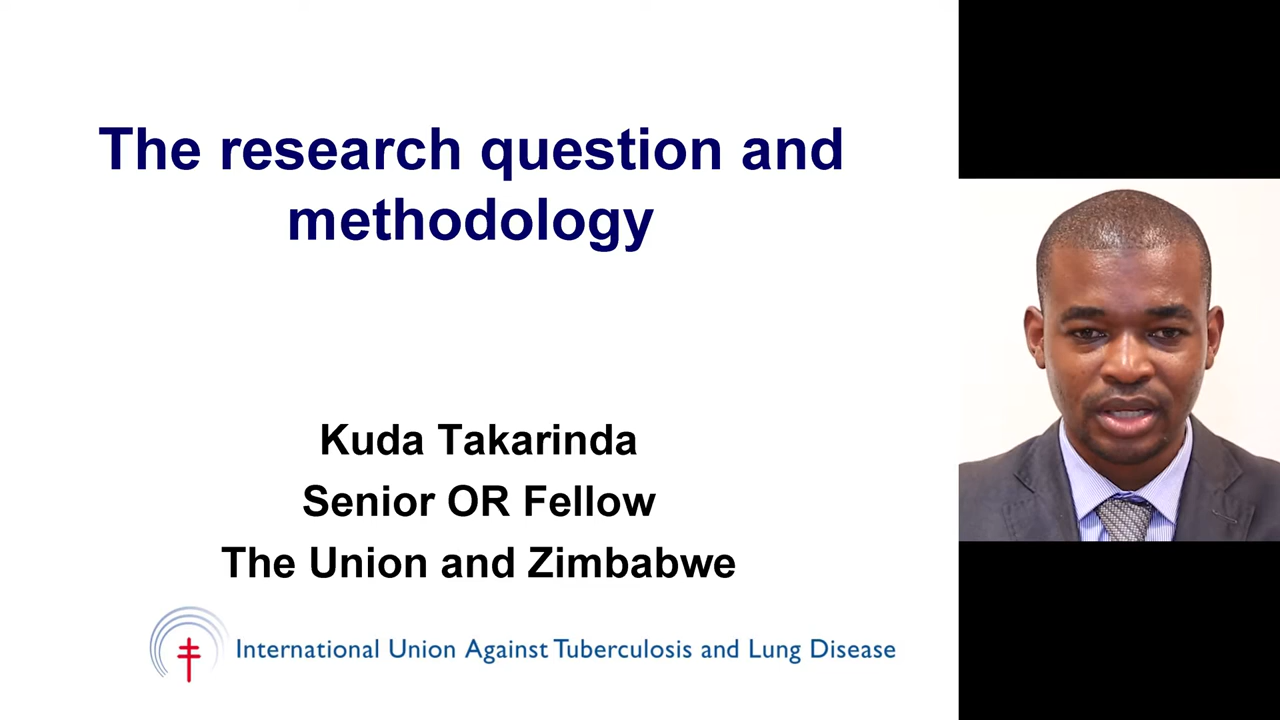 The research question and
methodology
Kuda Takarinda
Senior OR Fellow
The Union and Zimbabwe
International Union Against Tuberculosis and Lung Disease